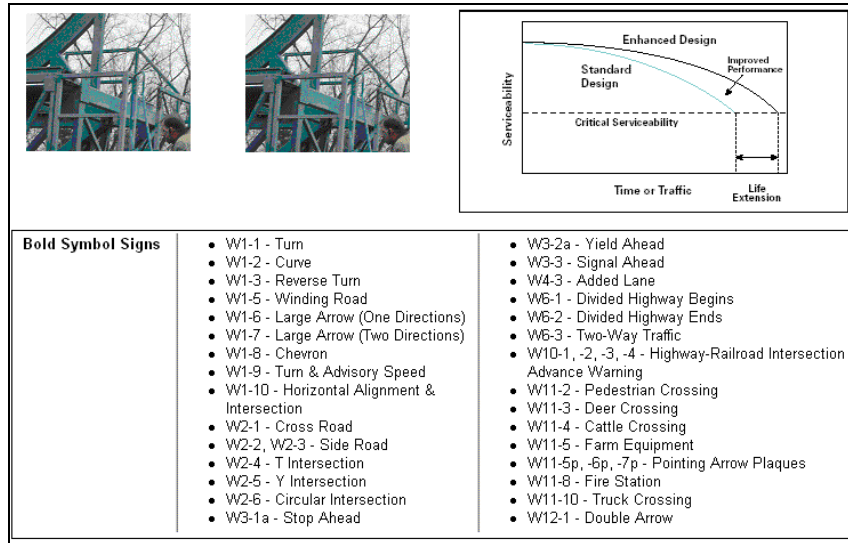 Enhanced Design
Standard
Design
Improved
Performance
Critical Serviceability
Serviceability
Time or Traffic
Life
Extension
Bold Symbol Signs
W1-1 - Turn
W1-2 - Curve
W1-3 - Reverse Turn
W1-5 - Winding Road
W1-6 - Large Arrow (One Directions)
W1-7 - Large Arrow (Two Directions)
W1-8 - Chevron
W1-9 - Turn & Advisory Speed
W1-10 - Horizontal Alignment &
Intersection
W2-1 - Cross Road
W2-2, W2-3 - Side Road
W2-4 - T Intersection
W2-5 - Y Intersection
W2-6 - Circular Intersection
W3-1a - Stop Ahead
W3-2a - Yield Ahead
W3-3 - Signal Ahead
W4-3 - Added Lane
W6-1 - Divided Highway Begins
W6-2 - Divided Highway Ends
W6-3 - Two-Way Traffic
W10-1, -2, -3, -4 - Highway-Railroad Intersection
Advance Warning
W11-2 - Pedestrian Crossing
W11-3 - Deer Crossing
W11-4 - Cattle Crossing
W11-5 - Farm Equipment
W11-5p, -6p, -7p - Pointing Arrow Plaques
W11-8 - Fire Station
W11-10 - Truck Crossing
W12-1 - Double Arrow